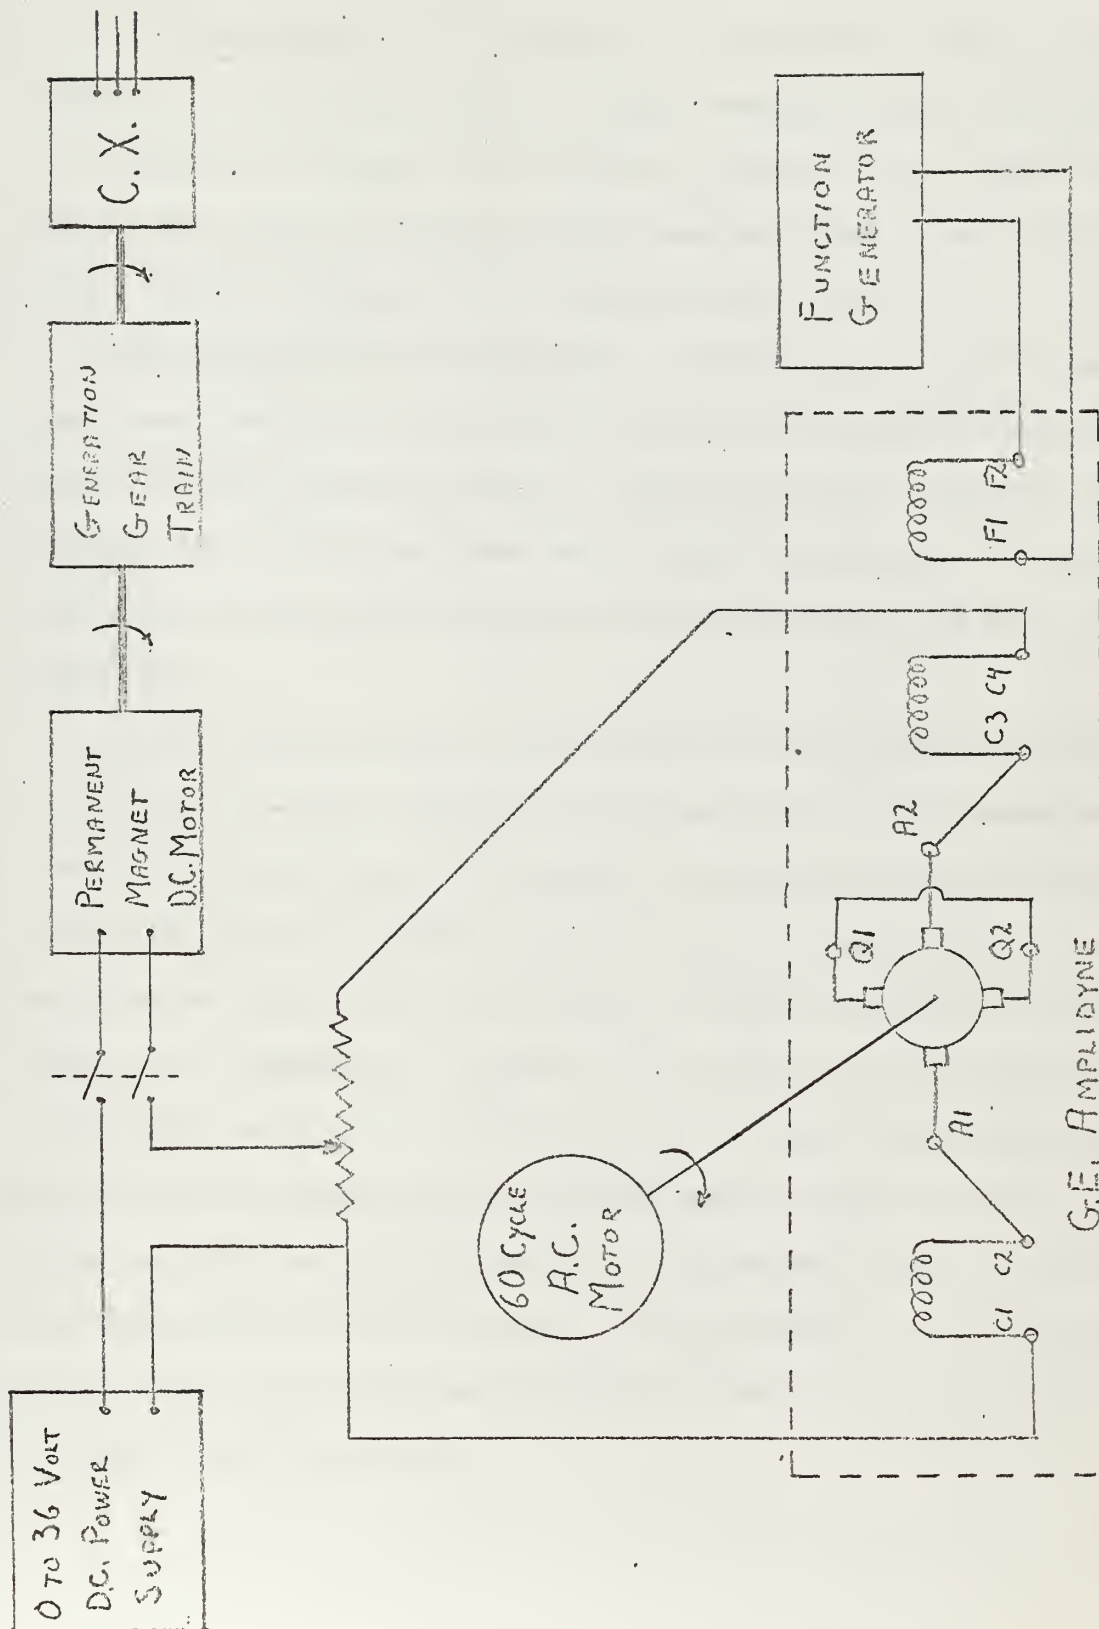 0 TO 36 VOLT
D.C. POWER
SUPPLY
PERMANENT
MAGNET
D.C. MOTOR
GENERATION
GEAR
TRAIN
C. X.
60 CYCLE
A.C.
MOTOR
FUNCTION
GENERATOR
C1 C2
A1
Q1
Q2
A2
C3 C4
F1 F2
G.E. AMPLIDYNE